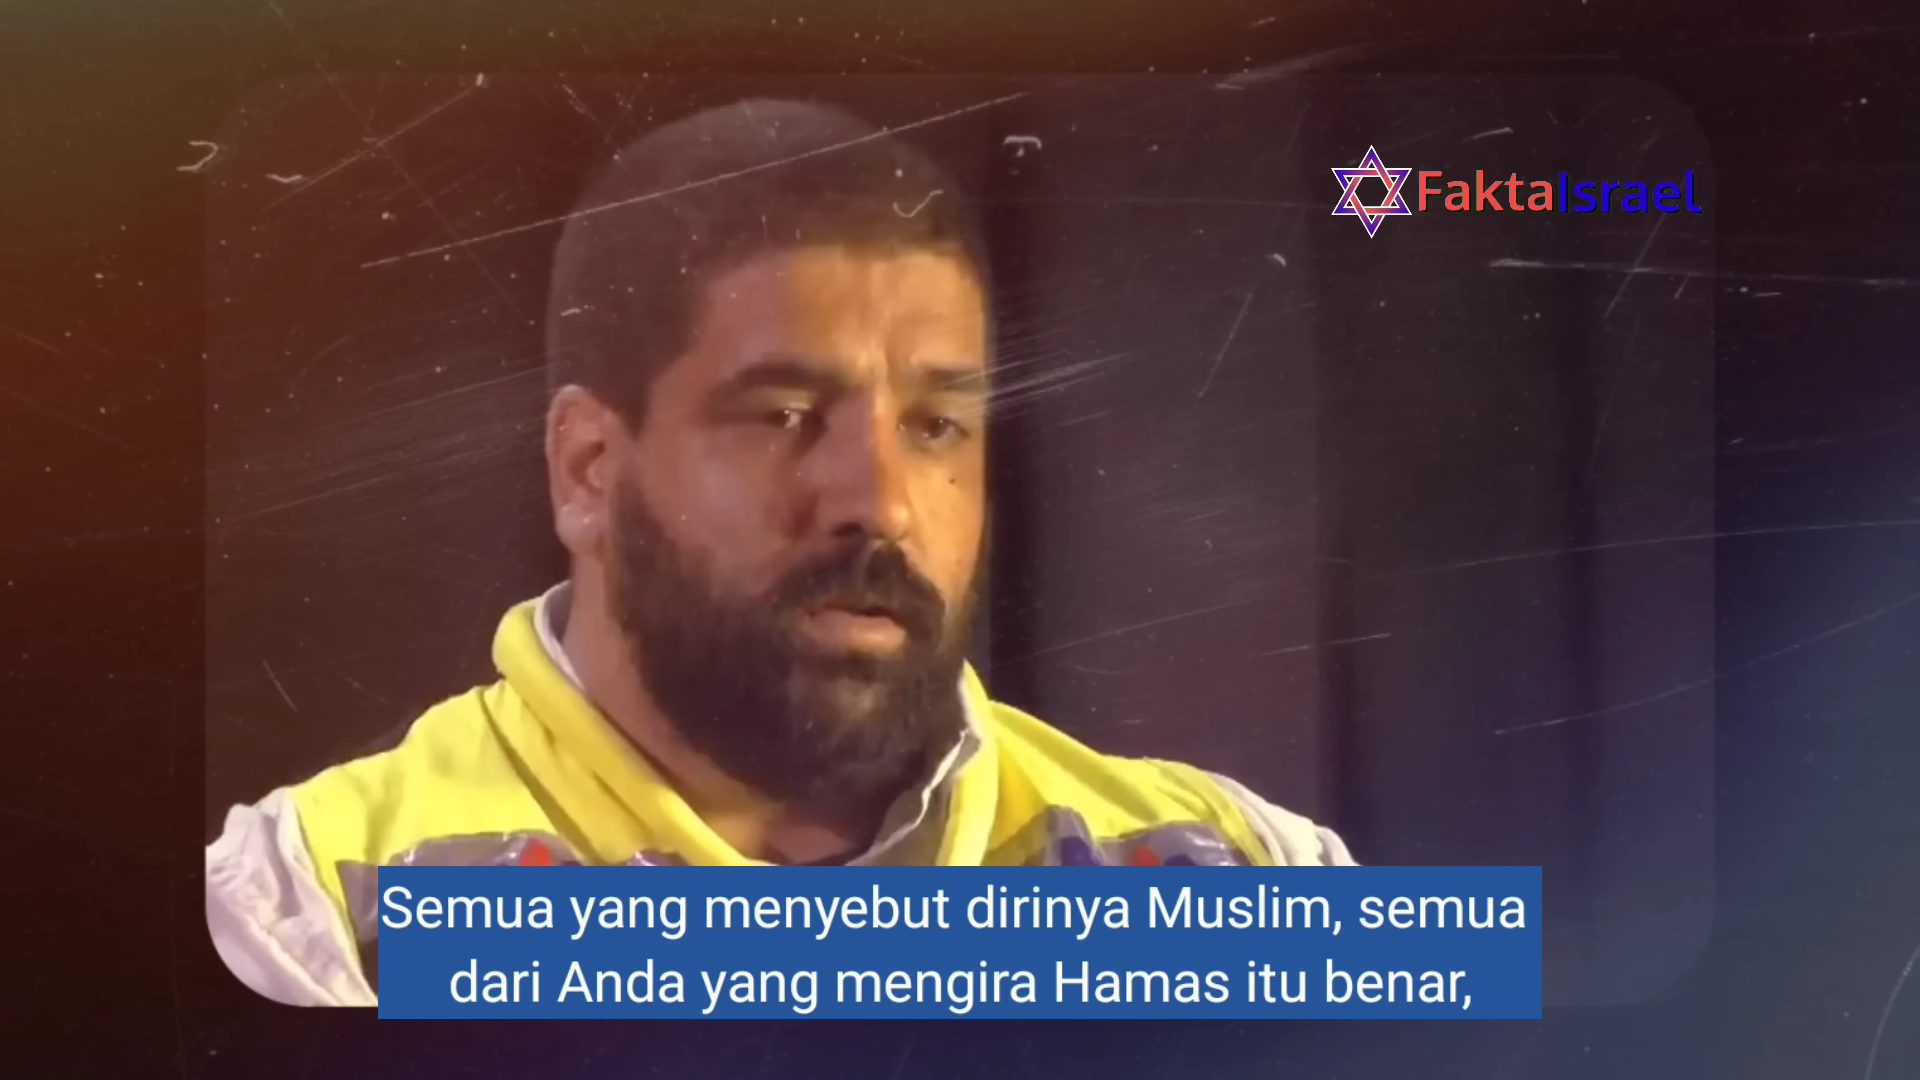 FaktaIsrael
Semua yang menyebut dirinya Muslim, semua
dari Anda yang mengira Hamas itu benar,